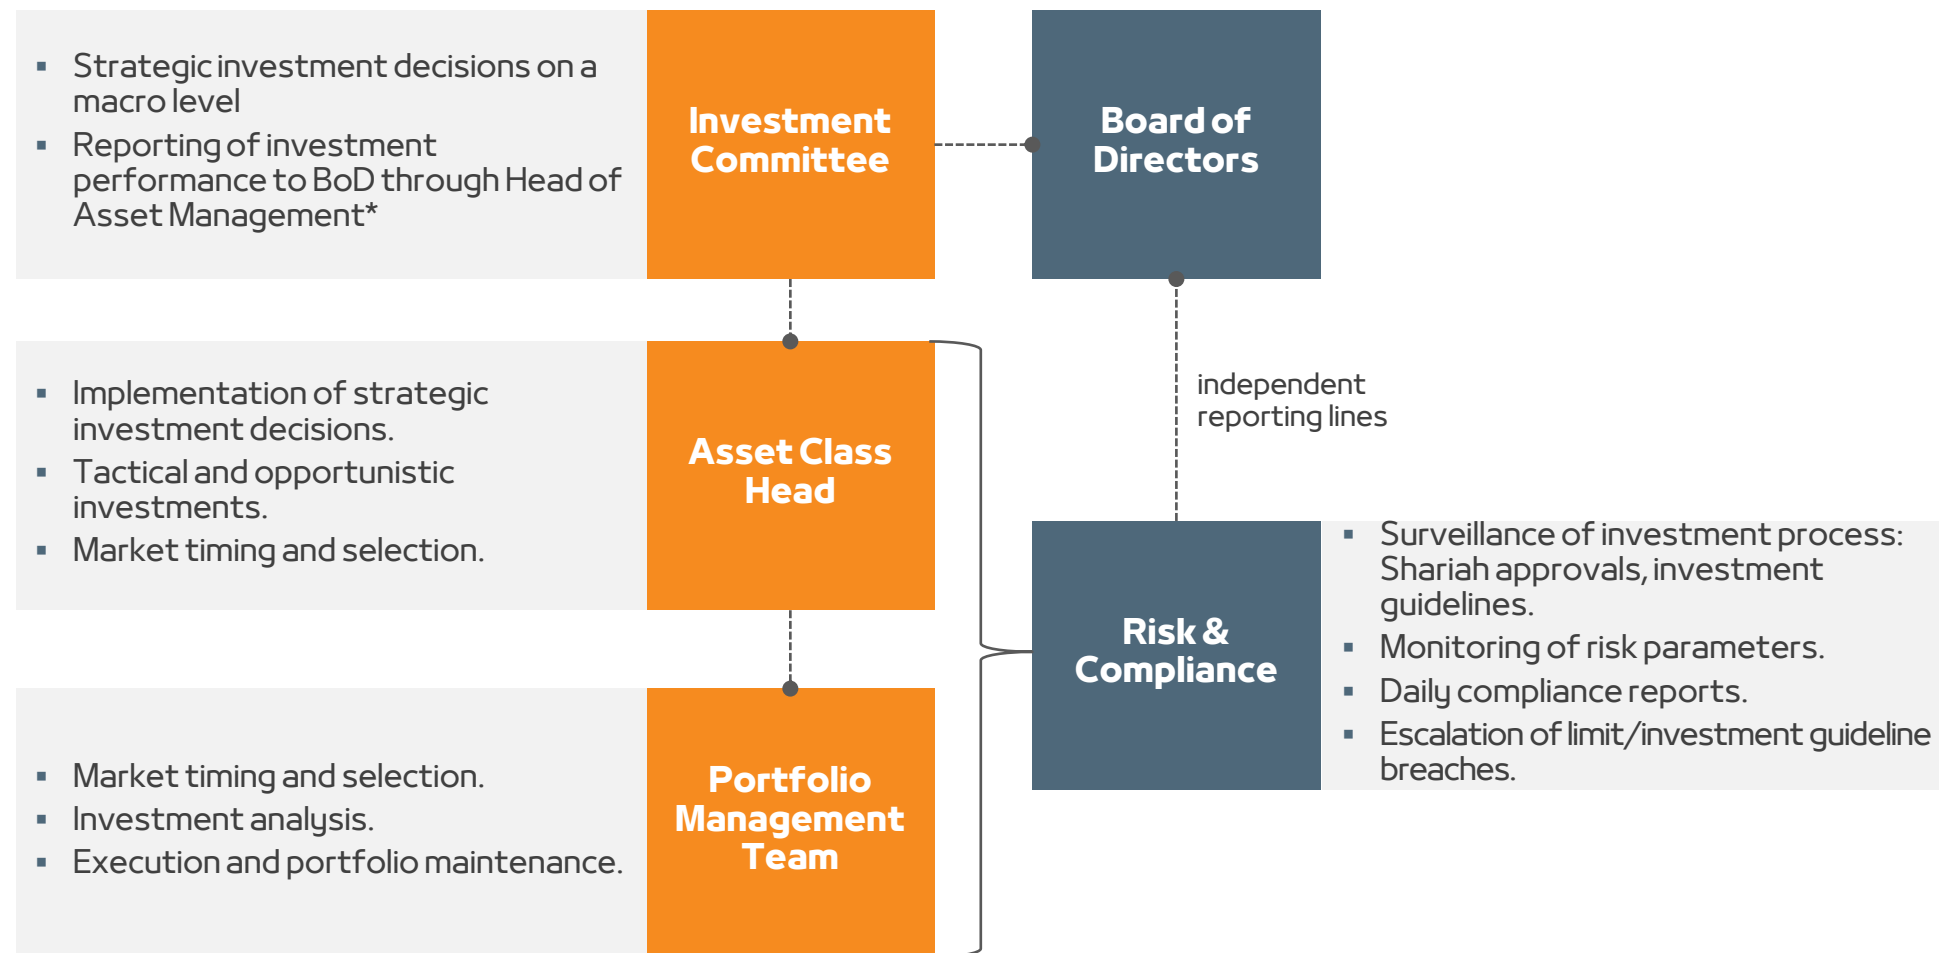 ▪ Strategic investment decisions on a
macro level
▪ Reporting of investment
performance to BoD through Head of
Asset Management*
Investment
Committee
Board of
Directors
▪ Implementation of strategic
investment decisions.
▪ Tactical and opportunistic
investments.
▪ Market timing and selection.
Asset Class
Head
independent
reporting lines
Risk &
Compliance
▪ Surveillance of investment process:
Shariah approvals, investment
guidelines.
▪ Monitoring of risk parameters.
▪ Daily compliance reports.
▪ Escalation of limit/investment guideline
breaches.
▪ Market timing and selection.
▪ Investment analysis.
▪ Execution and portfolio maintenance.
Portfolio
Management
Team